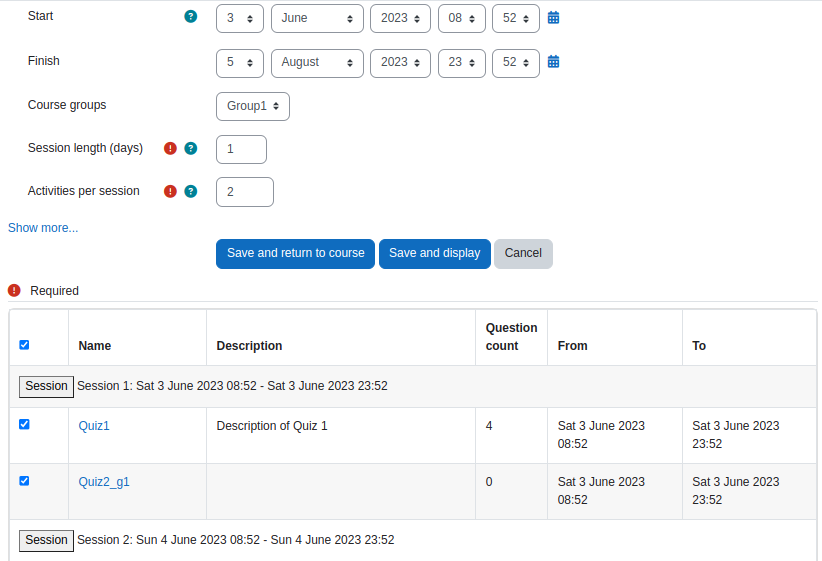 Start ? 3 June 2023 08 52
Finish 5 August 2023 23 52
Course groups Group1
Session length (days) ! ? 1
Activities per session ! ? 2
Show more...
Save and return to course Save and display Cancel
! Required
Name Description Question count From To
Session Session 1: Sat 3 June 2023 08:52 - Sat 3 June 2023 23:52
Quiz1 Description of Quiz 1 4 Sat 3 June 2023 08:52 Sat 3 June 2023 23:52
Quiz2_g1 0 Sat 3 June 2023 08:52 Sat 3 June 2023 23:52
Session Session 2: Sun 4 June 2023 08:52 - Sun 4 June 2023 23:52